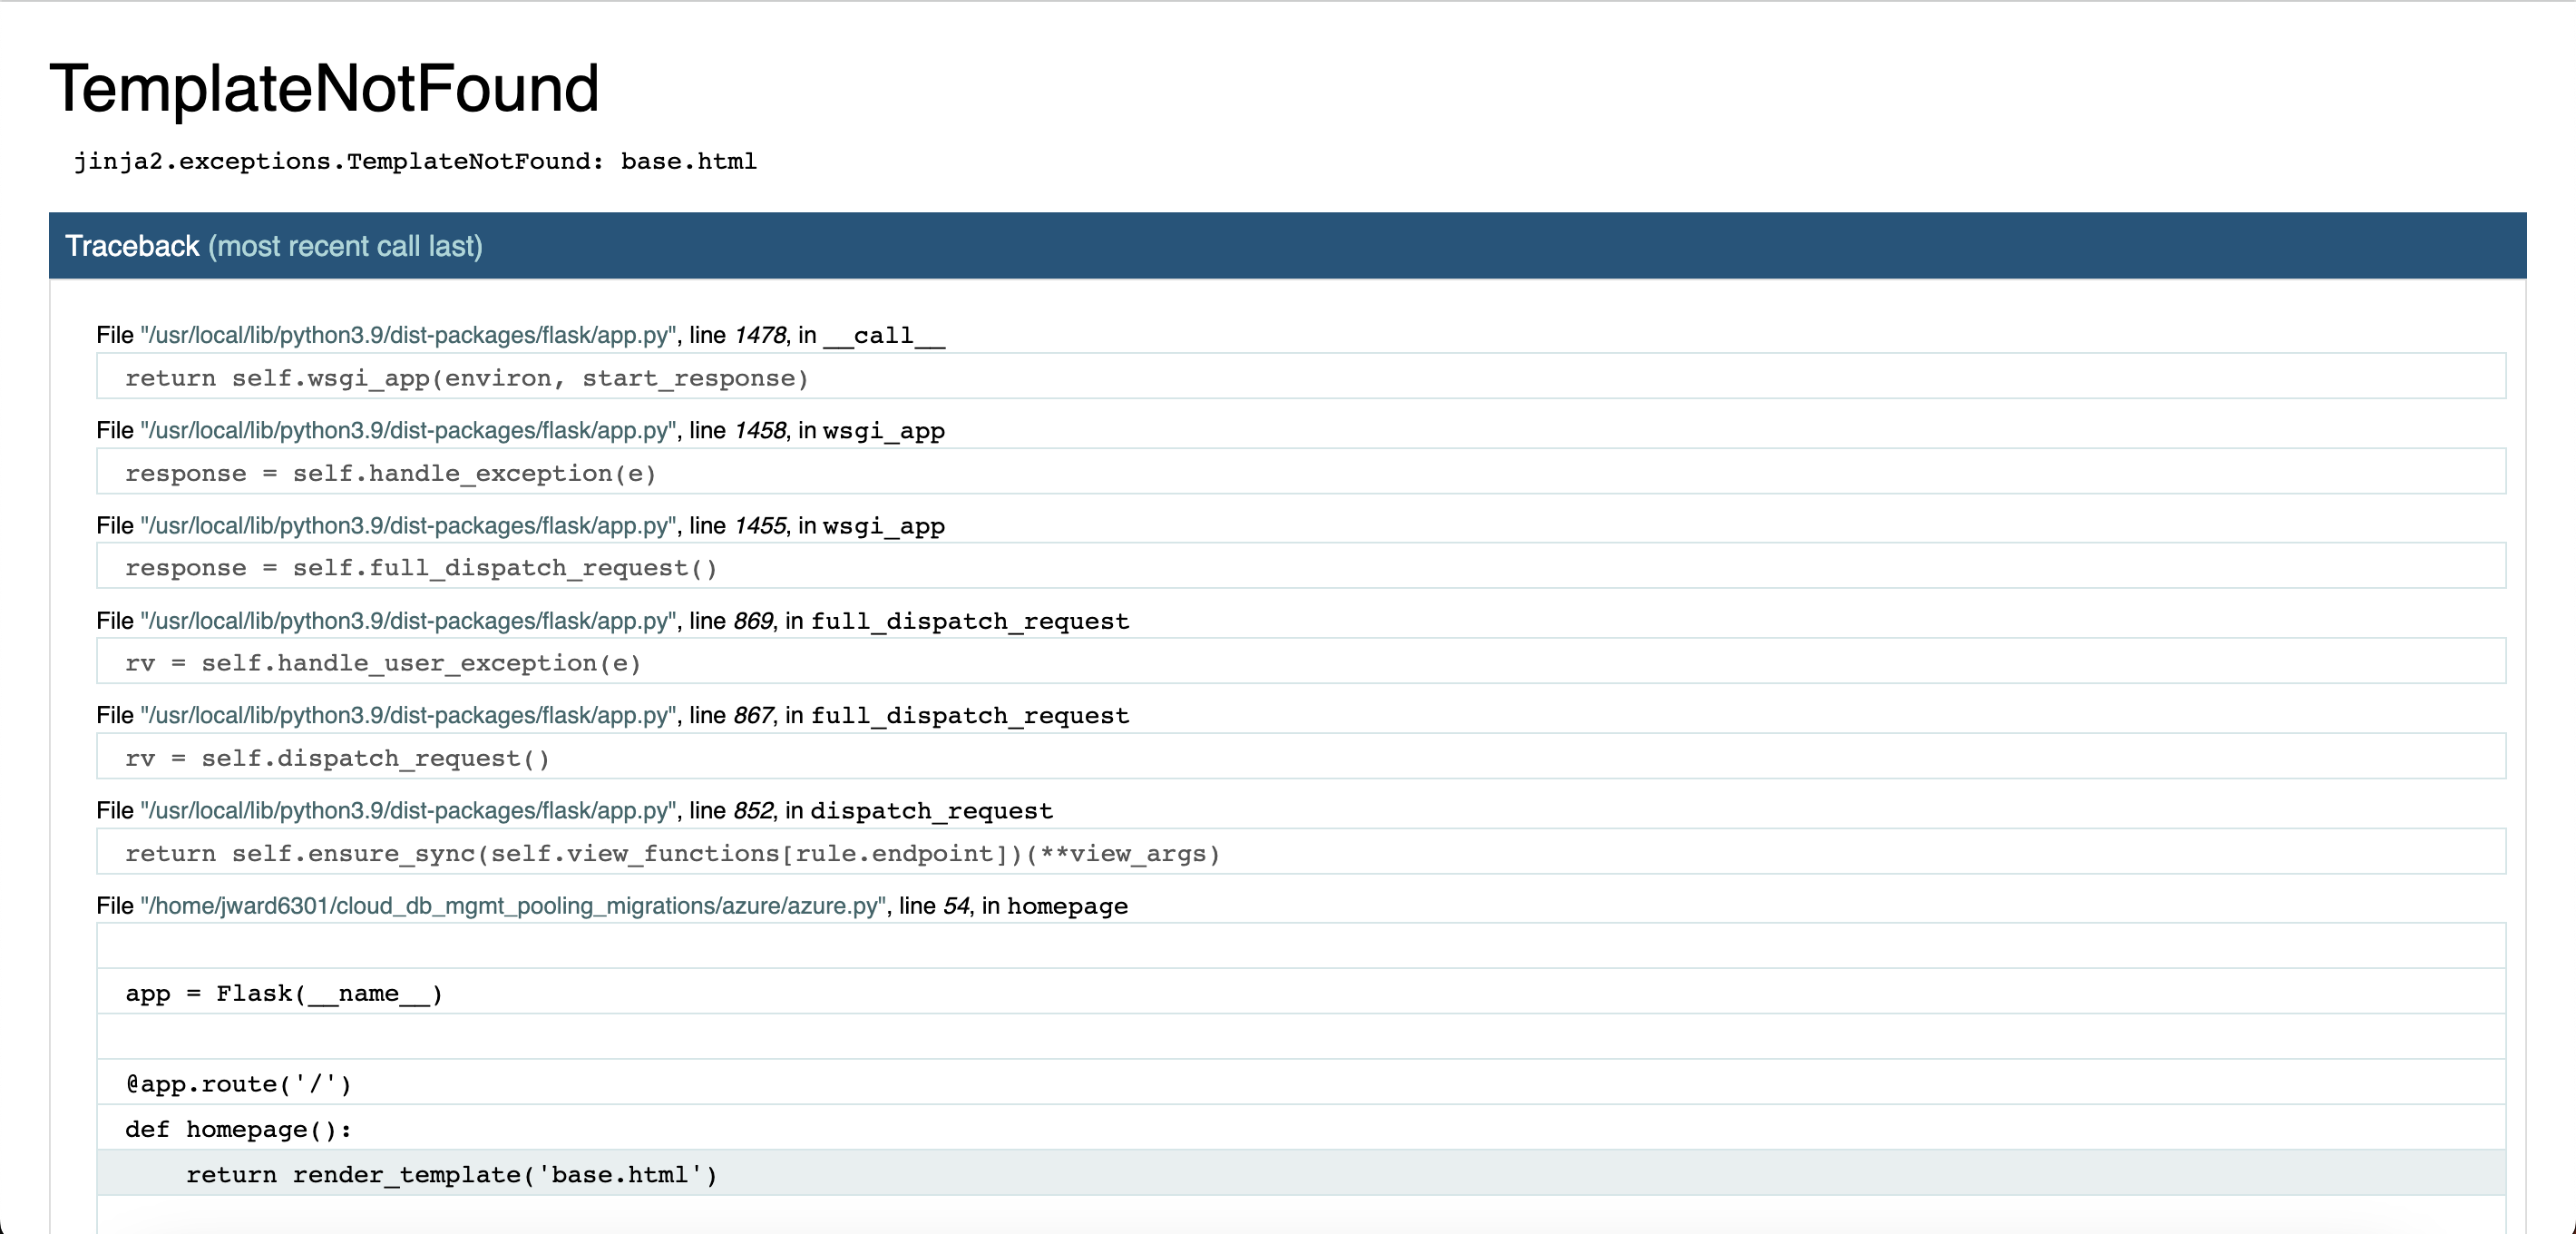 TemplateNotFound
jinja2.exceptions.TemplateNotFound: base.html
Traceback (most recent call last)
File "/usr/local/lib/python3.9/dist-packages/flask/app.py", line 1478, in __call__
return self.wsgi_app(environ, start_response)
File "/usr/local/lib/python3.9/dist-packages/flask/app.py", line 1458, in wsgi_app
response = self.handle_exception(e)
File "/usr/local/lib/python3.9/dist-packages/flask/app.py", line 1455, in wsgi_app
response = self.full_dispatch_request()
File "/usr/local/lib/python3.9/dist-packages/flask/app.py", line 869, in full_dispatch_request
rv = self.handle_user_exception(e)
File "/usr/local/lib/python3.9/dist-packages/flask/app.py", line 867, in full_dispatch_request
rv = self.dispatch_request()
File "/usr/local/lib/python3.9/dist-packages/flask/app.py", line 852, in dispatch_request
return self.ensure_sync(self.view_functions[rule.endpoint])(**view_args)
File "/home/jward6301/cloud_db_mgmt_pooling_migrations/azure/azure.py", line 54, in homepage
app = Flask(__name__)
@app.route('/')
def homepage():
    return render_template('base.html')